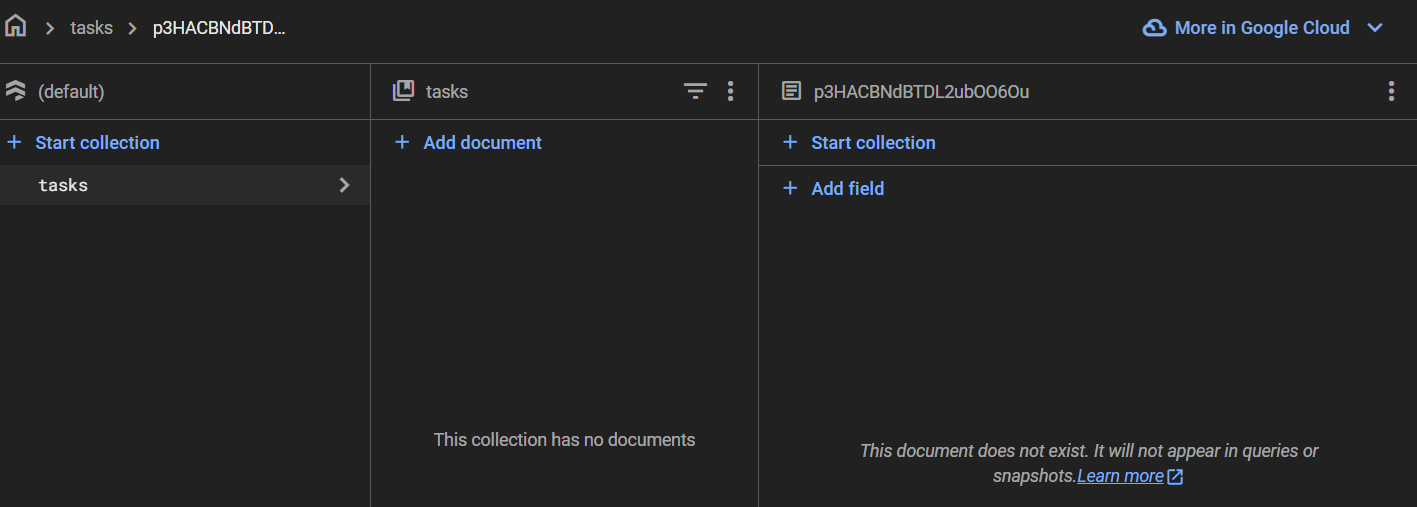 tasks
p3HACBNdBTD...
More in Google Cloud
(default)
tasks
p3HACBNdBTDL2ubOO6Ou
Start collection
Add document
Start collection
tasks
Add field
This collection has no documents
This document does not exist. It will not appear in queries or
snapshots.Learn more